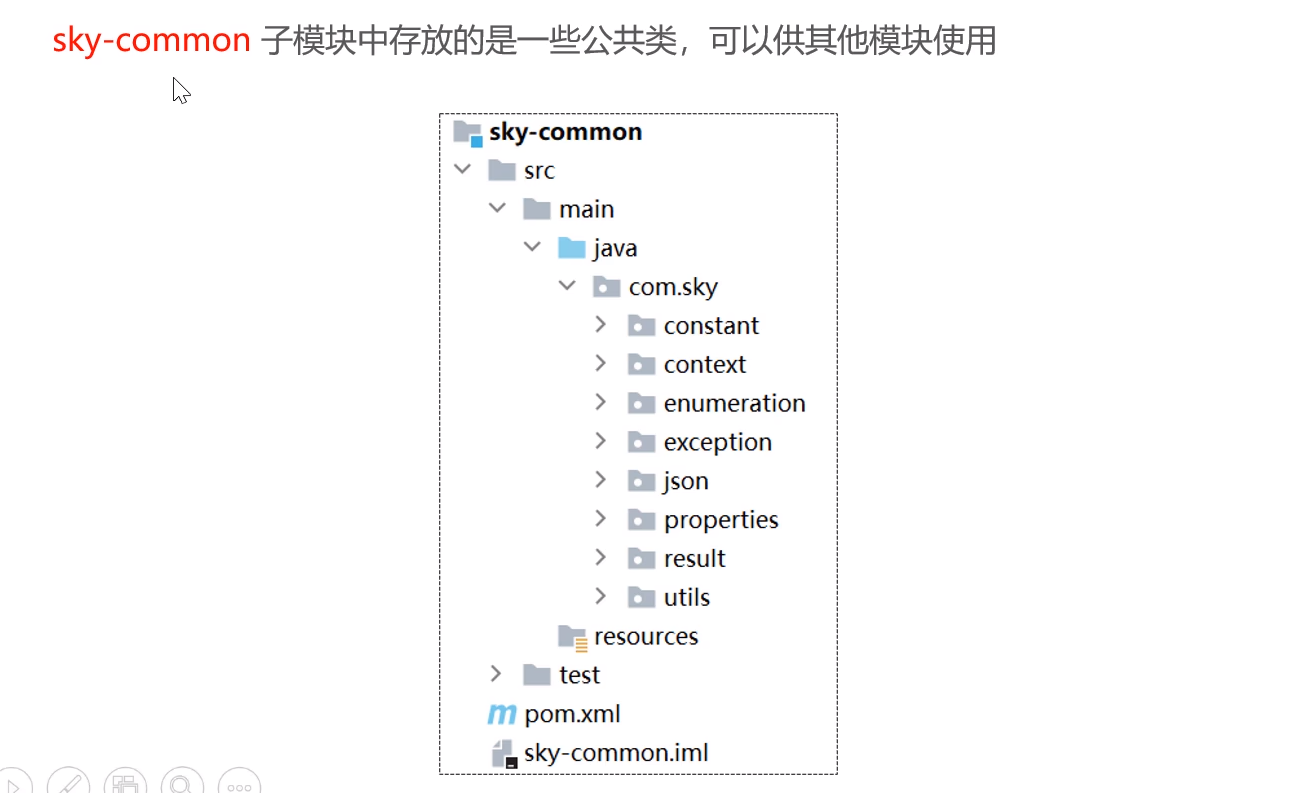 sky-common 子模块中存放的是一些公共类，可以供其他模块使用
sky-common
src
main
java
com.sky
constant
context
enumeration
exception
json
properties
result
utils
resources
test
pom.xml
sky-common.iml